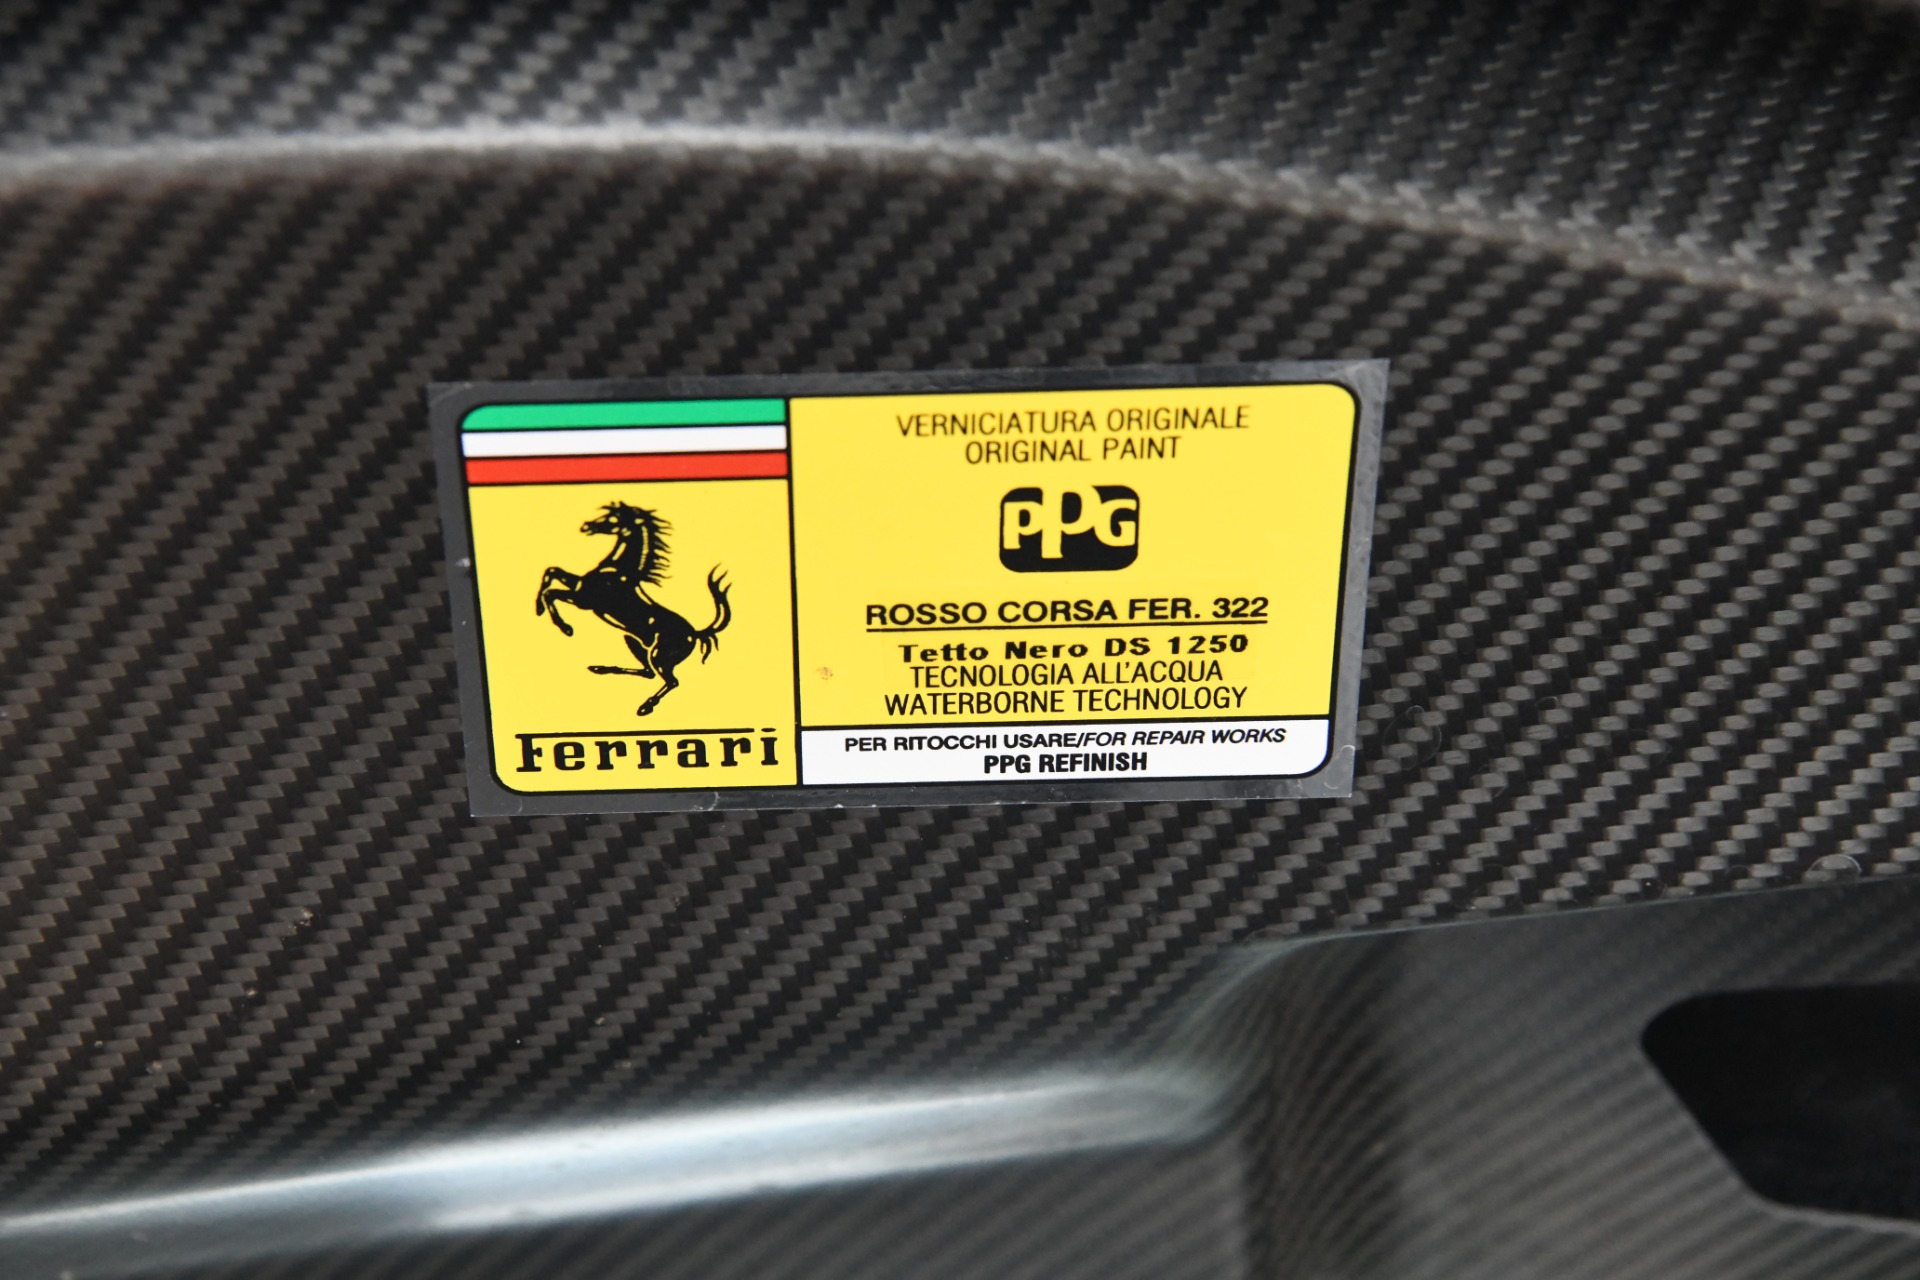 VERNICIATURA ORIGINALE
ORIGINAL PAINT
PPG
ROSSO CORSA FER. 322
Tetto Nero DS 1250
TECNOLOGIA ALL'ACQUA
WATERBORNE TECHNOLOGY
Ferrari
PER RITOCCHI USARE/FOR REPAIR WORKS
PPG REFINISH